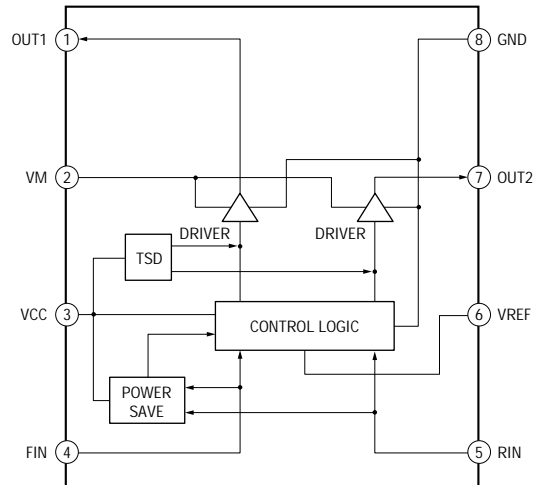 OUT1 1
8 GND
VM 2
7 OUT2
DRIVER
DRIVER
TSD
VCC 3
CONTROL LOGIC
6 VREF
POWER
SAVE
FIN 4
5 RIN